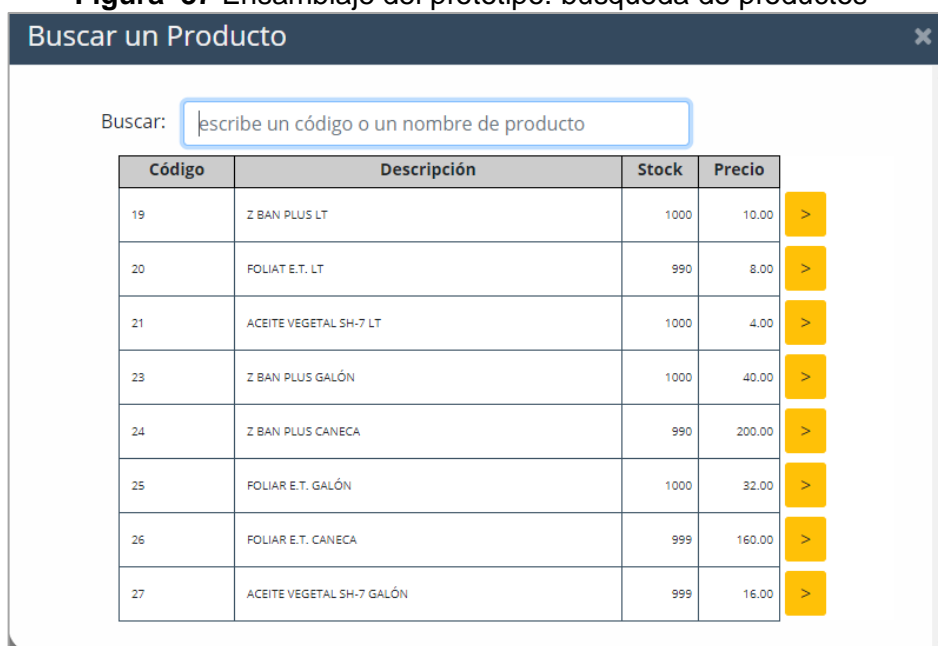 Figura 37 Ensamblaje del prototipo: búsqueda de productos
Buscar un Producto ×
Buscar: escribe un código o un nombre de producto
Código Descripción Stock Precio
19 Z BAN PLUS LT 1000 10.00 >
20 FOLIAT E.T. LT 990 8.00 >
21 ACEITE VEGETAL SH-7 LT 1000 4.00 >
23 Z BAN PLUS GALÓN 1000 40.00 >
24 Z BAN PLUS CANECA 990 200.00 >
25 FOLIAR E.T. GALÓN 1000 32.00 >
26 FOLIAR E.T. CANECA 999 160.00 >
27 ACEITE VEGETAL SH-7 GALÓN 999 16.00 >